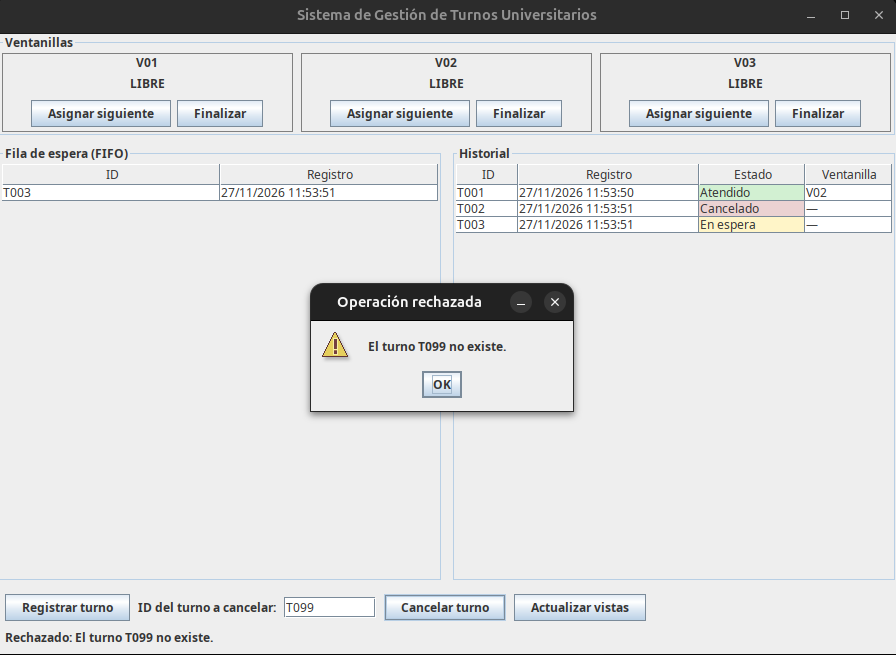 Sistema de Gestión de Turnos Universitarios
Ventanillas
V01 V02 V03
LIBRE LIBRE LIBRE
Asignar siguiente Finalizar Asignar siguiente Finalizar Asignar siguiente Finalizar
Fila de espera (FIFO)
ID Registro
T003 27/11/2026 11:53:51
Historial
ID Registro Estado Ventanilla
T001 27/11/2026 11:53:50 Atendido V02
T002 27/11/2026 11:53:51 Cancelado —
T003 27/11/2026 11:53:51 En espera —
Operación rechazada
El turno T099 no existe.
OK
Registrar turno ID del turno a cancelar: T099 Cancelar turno Actualizar vistas
Rechazado: El turno T099 no existe.